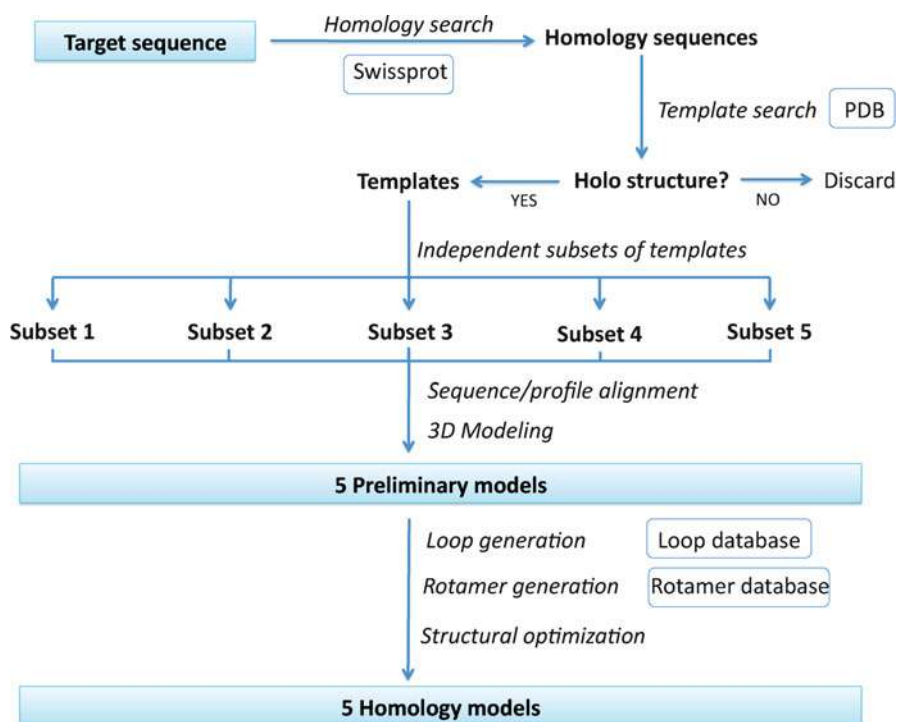 Target sequence
Homology search
Swissprot
Homology sequences
Template search
PDB
Templates
YES
Holo structure?
NO
Discard
Independent subsets of templates
Subset 1
Subset 2
Subset 3
Subset 4
Subset 5
Sequence/profile alignment
3D Modeling
5 Preliminary models
Loop generation
Loop database
Rotamer generation
Rotamer database
Structural optimization
5 Homology models